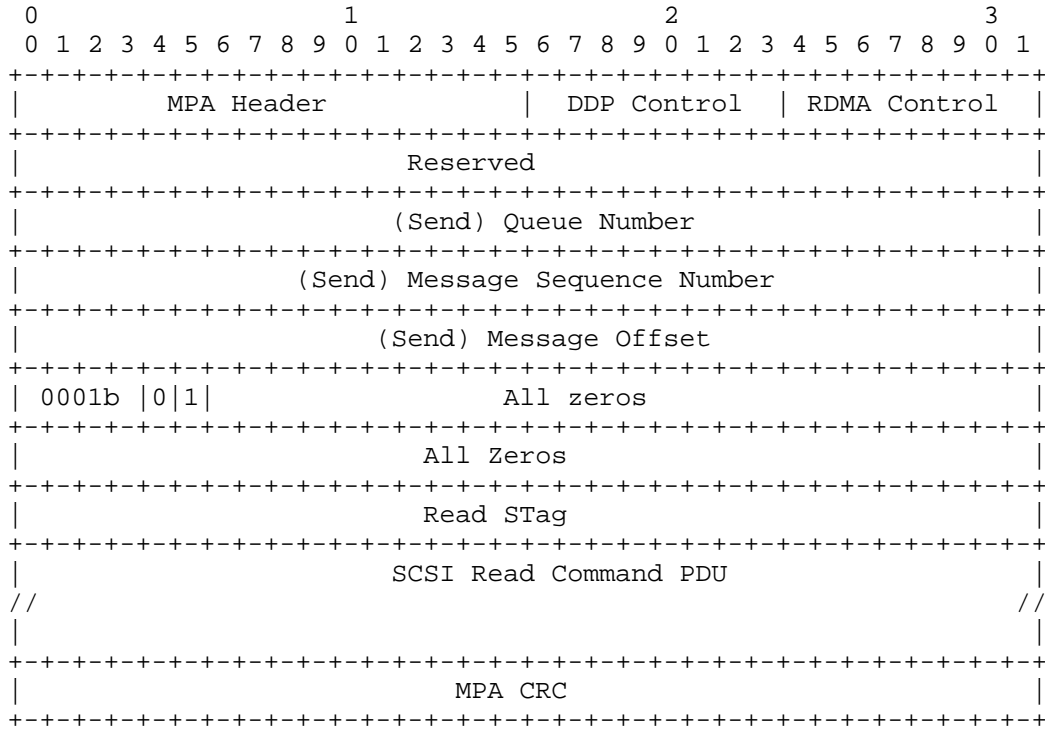 0                   1                   2                   3
 0 1 2 3 4 5 6 7 8 9 0 1 2 3 4 5 6 7 8 9 0 1 2 3 4 5 6 7 8 9 0 1
+-+-+-+-+-+-+-+-+-+-+-+-+-+-+-+-+-+-+-+-+-+-+-+-+-+-+-+-+-+-+-+-+
|         MPA Header            |  DDP Control  | RDMA Control  |
+-+-+-+-+-+-+-+-+-+-+-+-+-+-+-+-+-+-+-+-+-+-+-+-+-+-+-+-+-+-+-+-+
|                        Reserved                               |
+-+-+-+-+-+-+-+-+-+-+-+-+-+-+-+-+-+-+-+-+-+-+-+-+-+-+-+-+-+-+-+-+
|                       (Send) Queue Number                     |
+-+-+-+-+-+-+-+-+-+-+-+-+-+-+-+-+-+-+-+-+-+-+-+-+-+-+-+-+-+-+-+-+
|                 (Send) Message Sequence Number                |
+-+-+-+-+-+-+-+-+-+-+-+-+-+-+-+-+-+-+-+-+-+-+-+-+-+-+-+-+-+-+-+-+
|                      (Send) Message Offset                    |
+-+-+-+-+-+-+-+-+-+-+-+-+-+-+-+-+-+-+-+-+-+-+-+-+-+-+-+-+-+-+-+-+
| 0001b |0|1|                  All zeros                        |
+-+-+-+-+-+-+-+-+-+-+-+-+-+-+-+-+-+-+-+-+-+-+-+-+-+-+-+-+-+-+-+-+
|                         All Zeros                             |
+-+-+-+-+-+-+-+-+-+-+-+-+-+-+-+-+-+-+-+-+-+-+-+-+-+-+-+-+-+-+-+-+
|                         Read STag                             |
+-+-+-+-+-+-+-+-+-+-+-+-+-+-+-+-+-+-+-+-+-+-+-+-+-+-+-+-+-+-+-+-+
|                       SCSI Read Command PDU                   |
//                                                             //
|                                                               |
+-+-+-+-+-+-+-+-+-+-+-+-+-+-+-+-+-+-+-+-+-+-+-+-+-+-+-+-+-+-+-+-+
|                           MPA CRC                             |
+-+-+-+-+-+-+-+-+-+-+-+-+-+-+-+-+-+-+-+-+-+-+-+-+-+-+-+-+-+-+-+-+